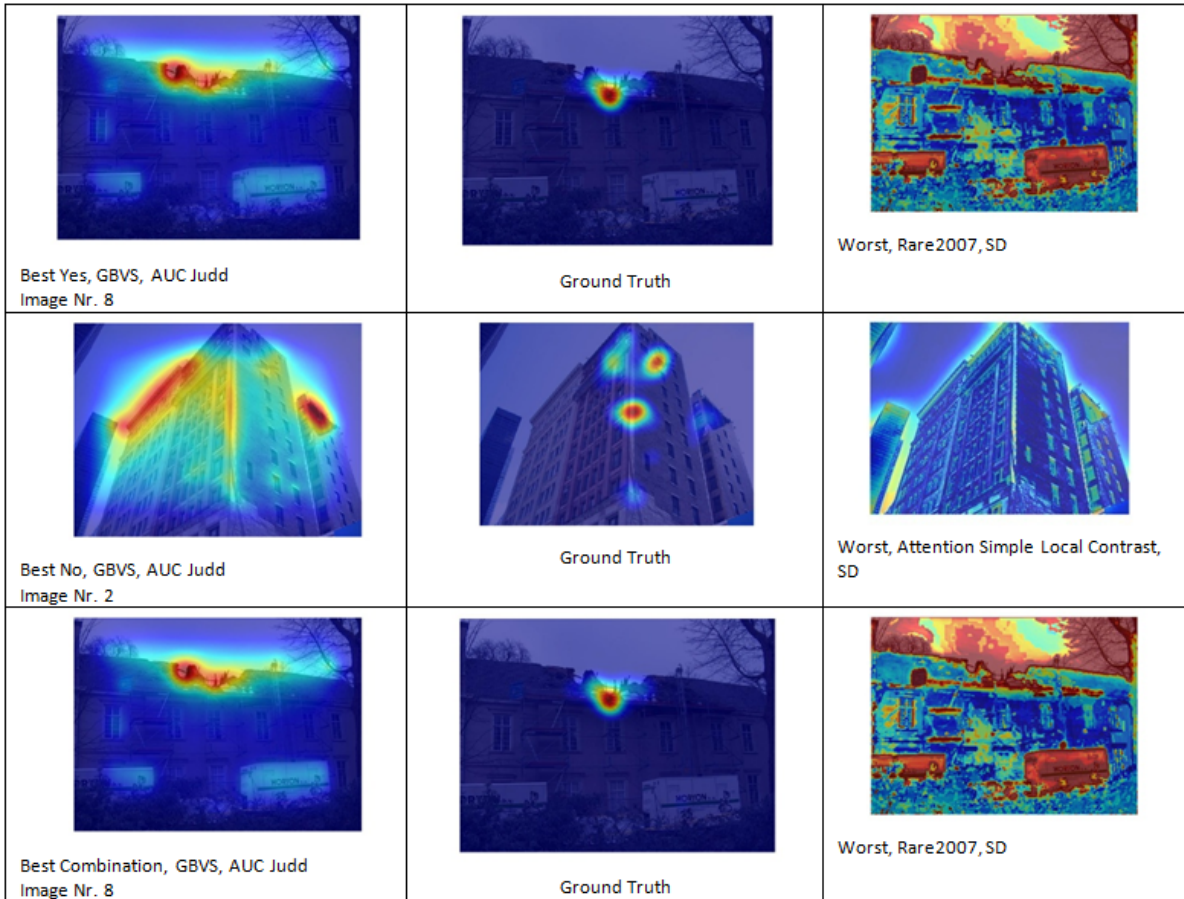 HORYON
Best Yes, GBVS, AUC Judd
Image Nr. 8
Ground Truth
Worst, Rare2007, SD
Best No, GBVS, AUC Judd
Image Nr. 2
Ground Truth
Worst, Attention Simple Local Contrast,
SD
Best Combination, GBVS, AUC Judd
Image Nr. 8
Ground Truth
Worst, Rare2007, SD